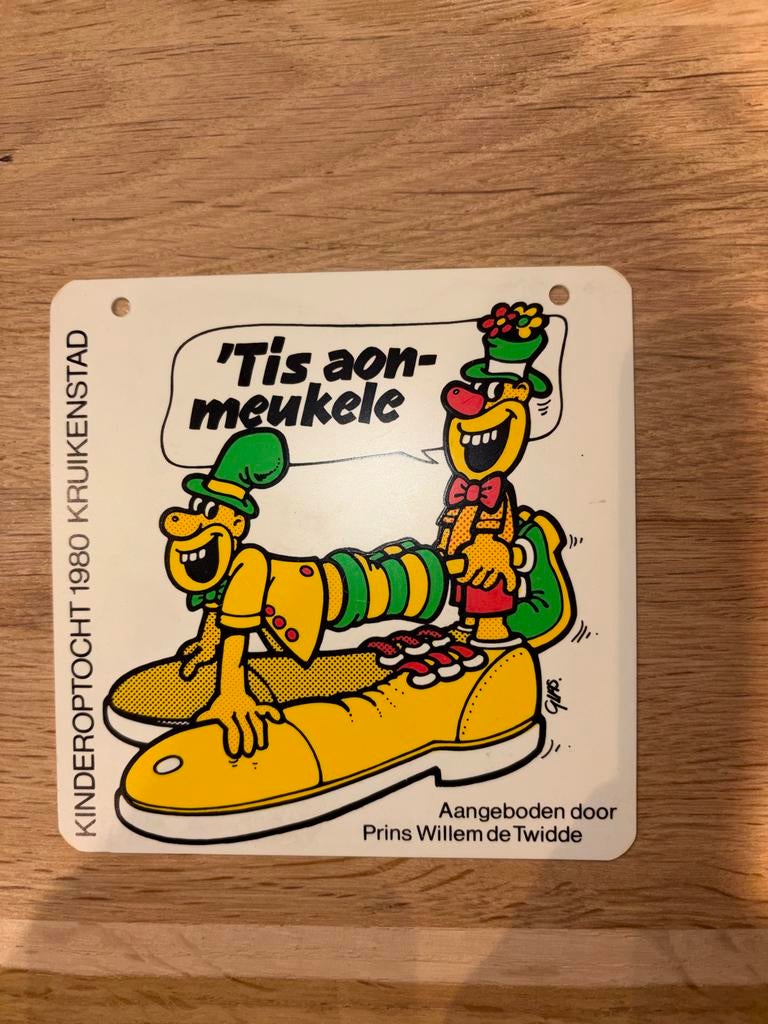 'Tis aon-
meukele
KINDEROPTOCHT 1980 KRUIKENSTAD
Aangeboden door
Prins Willem de Twidde